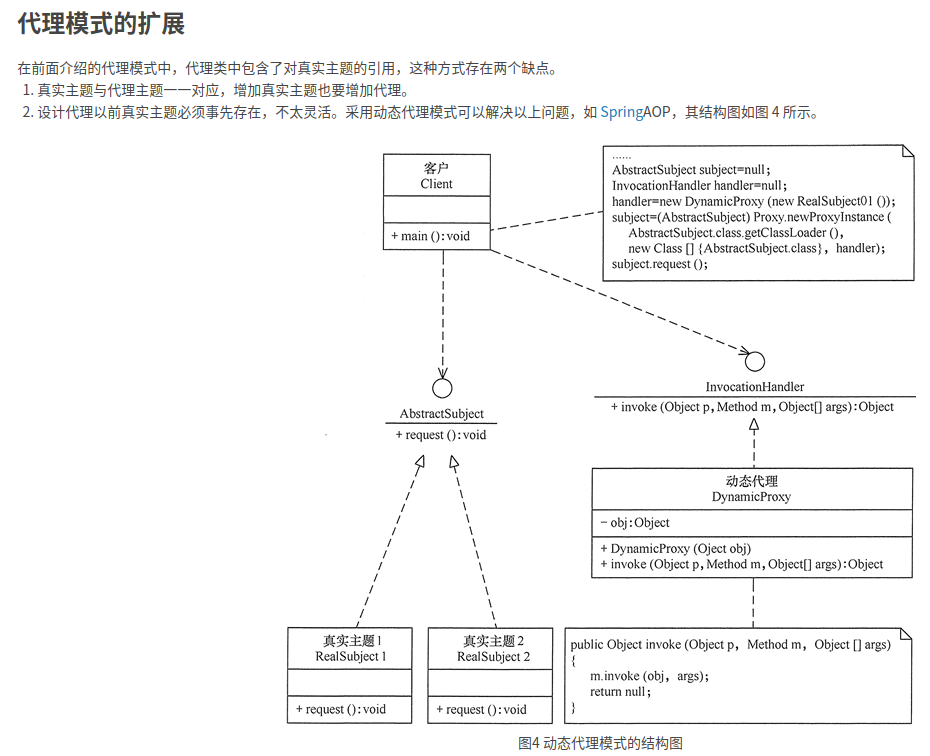 代理模式的扩展
在前面介绍的代理模式中，代理类中包含了对真实主题的引用，这种方式存在两个缺点。
1. 真实主题与代理主题一一对应，增加真实主题也要增加代理。
2. 设计代理以前真实主题必须事先存在，不太灵活。采用动态代理模式可以解决以上问题，如 SpringAOP，其结构图如图 4 所示。
客户
Client
+ main ():void
......
AbstractSubject subject=null;
InvocationHandler handler=null;
handler=new DynamicProxy (new RealSubject01 ());
subject=(AbstractSubject) Proxy.newProxyInstance (
AbstractSubject.class.getClassLoader (),
new Class [] {AbstractSubject.class}, handler);
subject.request ();
InvocationHandler
+ invoke (Object p,Method m,Object[] args):Object
AbstractSubject
+ request ():void
动态代理
DynamicProxy
− obj:Object
+ DynamicProxy (Oject obj)
+ invoke (Object p,Method m,Object[] args):Object
真实主题1
RealSubject 1
+ request ():void
真实主题2
RealSubject 2
+ request ():void
public Object invoke (Object p, Method m, Object [] args)
{
m.invoke (obj, args);
return null;
}
图4 动态代理模式的结构图